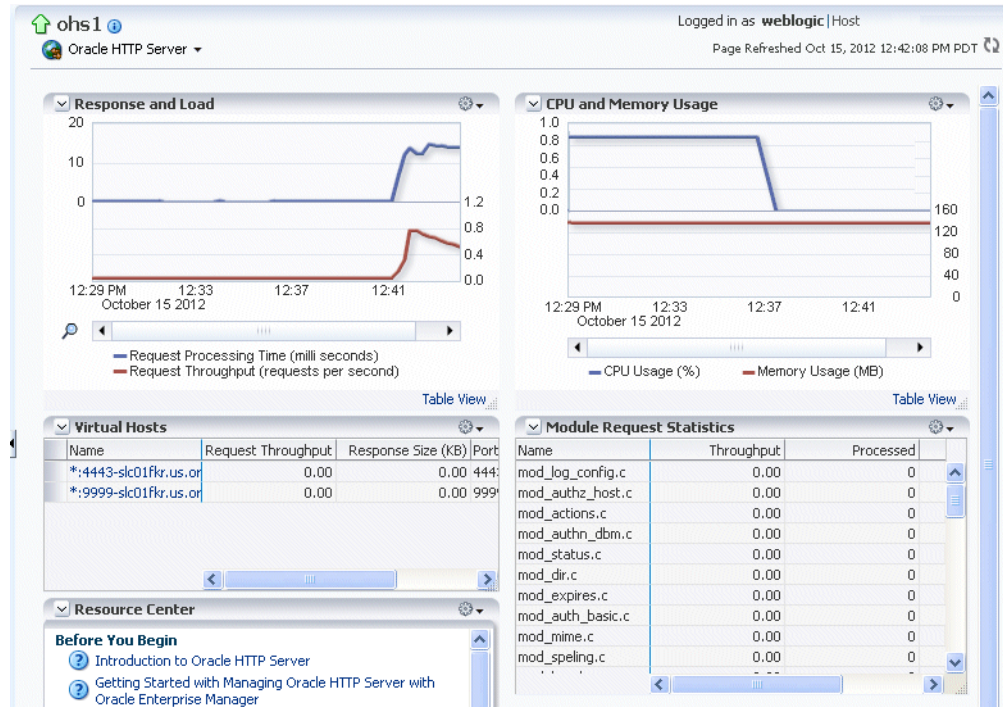 ohs1
Logged in as weblogic|Host
Oracle HTTP Server
Page Refreshed Oct 15, 2012 12:42:08 PM PDT
Response and Load
20
10
0
1.2
0.8
0.4
0.0
12:29 PM 12:33 12:37 12:41
October 15 2012
Request Processing Time (milli seconds)
Request Throughput (requests per second)
Table View
CPU and Memory Usage
1.0
0.8
0.6
0.4
0.2
0.0
160
120
80
40
0
12:29 PM 12:33 12:37 12:41
October 15 2012
CPU Usage (%) Memory Usage (MB)
Table View
Virtual Hosts
Name Request Throughput Response Size (KB) Port
*:4443-slc01fkr.us.or 0.00 0.00 444
*:9999-slc01fkr.us.or 0.00 0.00 999
Module Request Statistics
Name Throughput Processed
mod_log_config.c 0.00 0
mod_authz_host.c 0.00 0
mod_actions.c 0.00 0
mod_authn_dbm.c 0.00 0
mod_status.c 0.00 0
mod_dir.c 0.00 0
mod_expires.c 0.00 0
mod_auth_basic.c 0.00 0
mod_mime.c 0.00 0
mod_speling.c 0.00 0
Resource Center
Before You Begin
Introduction to Oracle HTTP Server
Getting Started with Managing Oracle HTTP Server with
Oracle Enterprise Manager